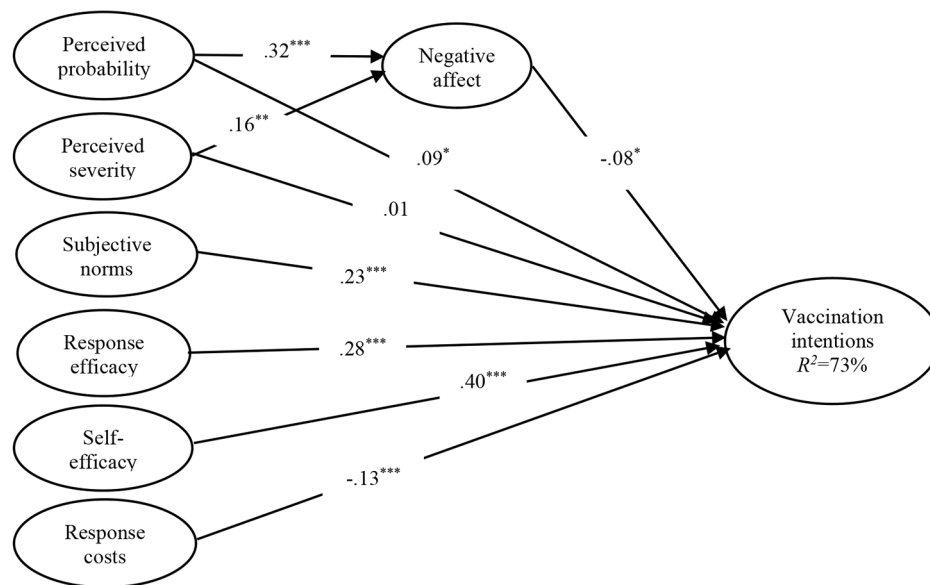 Perceived
probability
.32***
Negative
affect
.16**
Perceived
severity
.09*
-.08*
.01
Subjective
norms
.23***
Vaccination
intentions
R²=73%
Response
efficacy
.28***
.40***
Self-
efficacy
-.13***
Response
costs